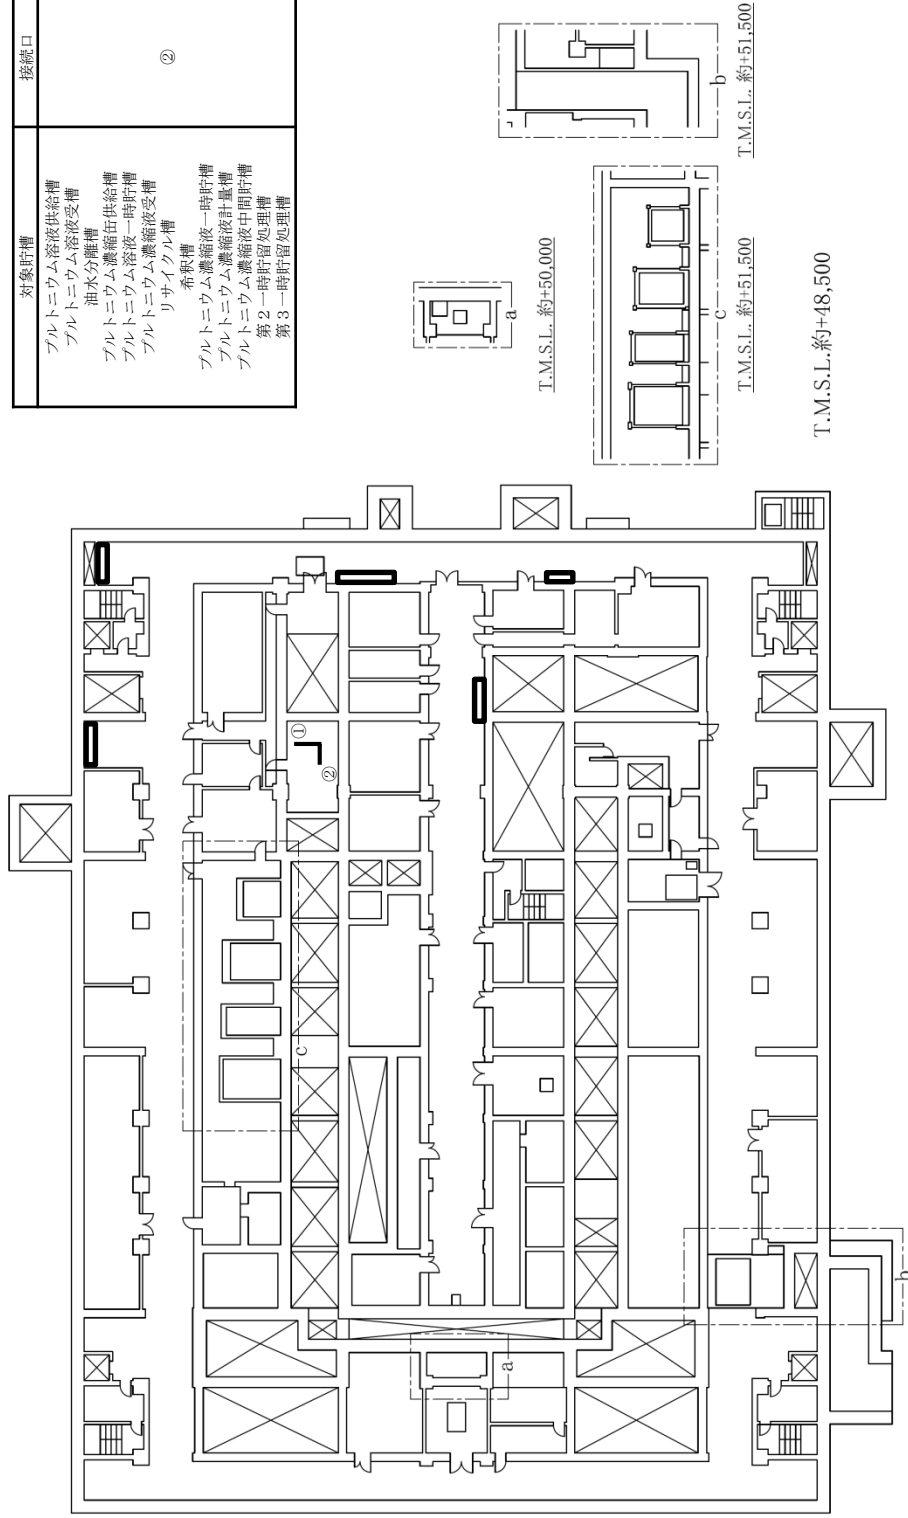 対象貯槽
接続口
プルトニウム溶液供給槽
プルトニウム溶液受槽
油水分離槽
プルトニウム濃縮缶供給槽
プルトニウム溶液一時貯槽
プルトニウム濃縮液受槽
リサイクル槽
希釈槽
プルトニウム濃縮液一時貯槽
プルトニウム濃縮液計量槽
プルトニウム濃縮液中間貯槽
第２一時貯留処理槽
第３一時貯留処理槽
②
a
T.M.S.L. 約+50,000
b
T.M.S.L. 約+51,500
c
T.M.S.L. 約+51,500
T.M.S.L.約+48,500
①
②
c
a
b